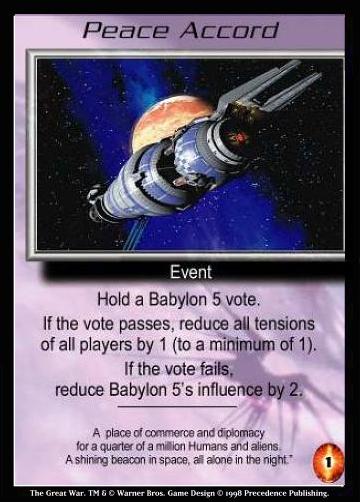 Peace Accord
Event
Hold a Babylon 5 vote.
If the vote passes, reduce all tensions
of all players by 1 (to a minimum of 1).
If the vote fails,
reduce Babylon 5's influence by 2.
A place of commerce and diplomacy
for a quarter of a million Humans and aliens.
A shining beacon in space, all alone in the night."
1
The Great War. TM & © Warner Bros. Game Design © 1998 Precedence Publishing.